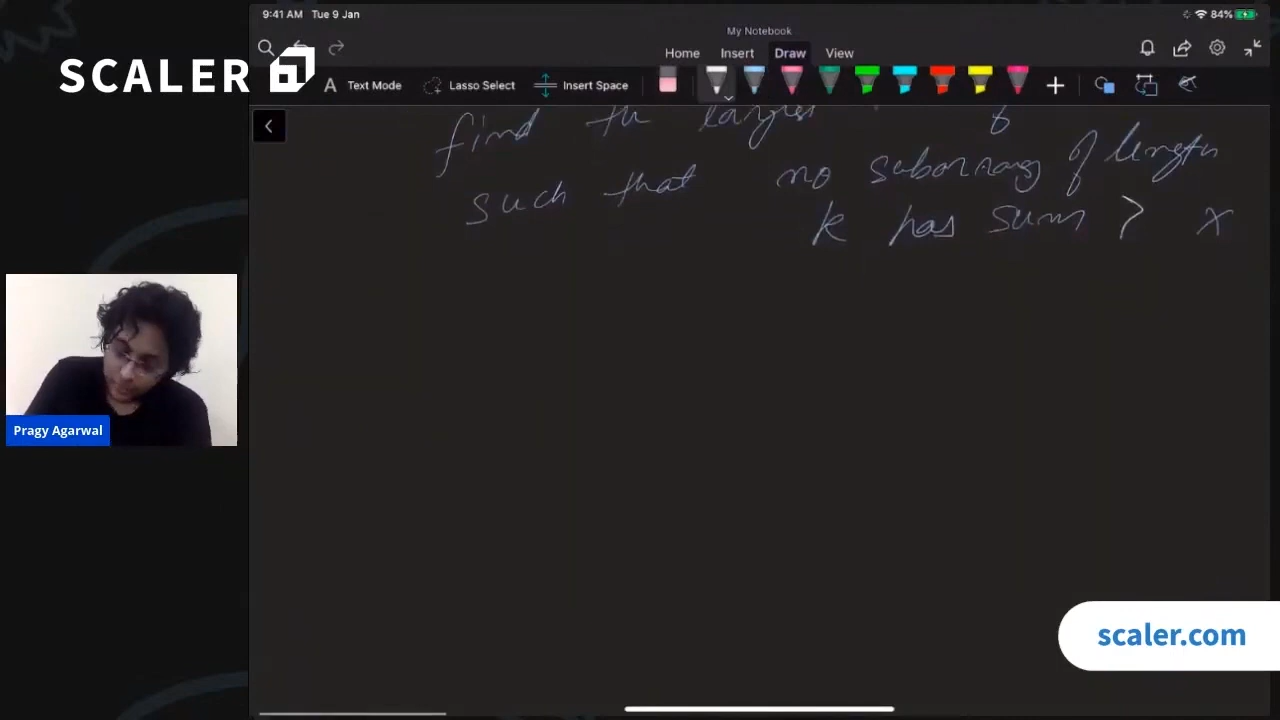 9:41 AM Tue 9 Jan
84%
My Notebook
Home Insert Draw View
SCALER
Text Mode Lasso Select Insert Space
find the largest
such that no subarray of length
k has sum > x
Pragy Agarwal
scaler.com